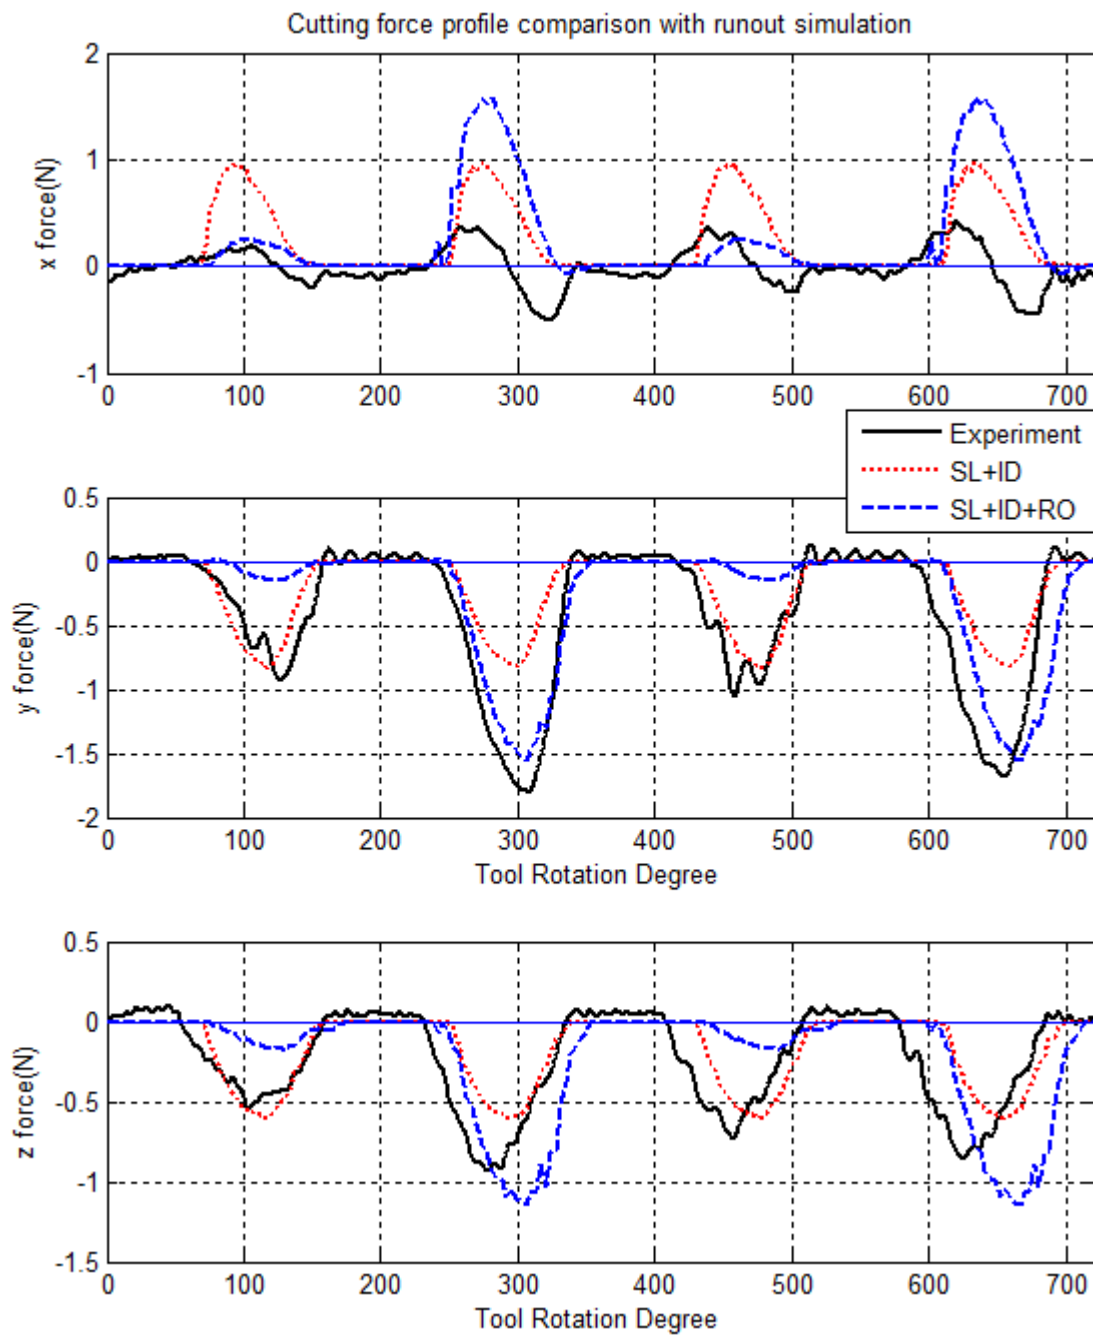 Cutting force profile comparison with runout simulation
2
1
0
-1
x force(N)
0 100 200 300 400 500 600 700
Experiment
SL+ID
SL+ID+RO
0.5
0
-0.5
-1
-1.5
-2
y force(N)
0 100 200 300 400 500 600 700
Tool Rotation Degree
0.5
0
-0.5
-1
-1.5
z force(N)
0 100 200 300 400 500 600 700
Tool Rotation Degree